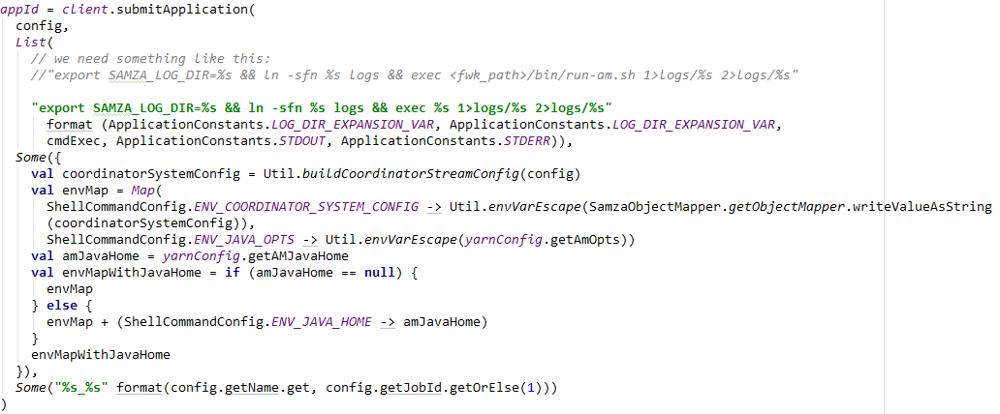 appId = client.submitApplication(
  config,
  List(
    // we need something like this:
    //"export SAMZA_LOG_DIR=%s && ln -sfn %s logs && exec <fwk_path>/bin/run-am.sh 1>logs/%s 2>logs/%s"

    "export SAMZA_LOG_DIR=%s && ln -sfn %s logs && exec %s 1>logs/%s 2>logs/%s"
      format (ApplicationConstants.LOG_DIR_EXPANSION_VAR, ApplicationConstants.LOG_DIR_EXPANSION_VAR,
      cmdExec, ApplicationConstants.STDOUT, ApplicationConstants.STDERR)),
  Some({
    val coordinatorSystemConfig = Util.buildCoordinatorStreamConfig(config)
    val envMap = Map(
      ShellCommandConfig.ENV_COORDINATOR_SYSTEM_CONFIG -> Util.envVarEscape(SamzaObjectMapper.getObjectMapper.writeValueAsString
      (coordinatorSystemConfig)),
      ShellCommandConfig.ENV_JAVA_OPTS -> Util.envVarEscape(yarnConfig.getAmOpts))
    val amJavaHome = yarnConfig.getAMJavaHome
    val envMapWithJavaHome = if (amJavaHome == null) {
      envMap
    } else {
      envMap + (ShellCommandConfig.ENV_JAVA_HOME -> amJavaHome)
    }
    envMapWithJavaHome
  }),
  Some("%s_%s" format(config.getName.get, config.getJobId.getOrElse(1)))
)